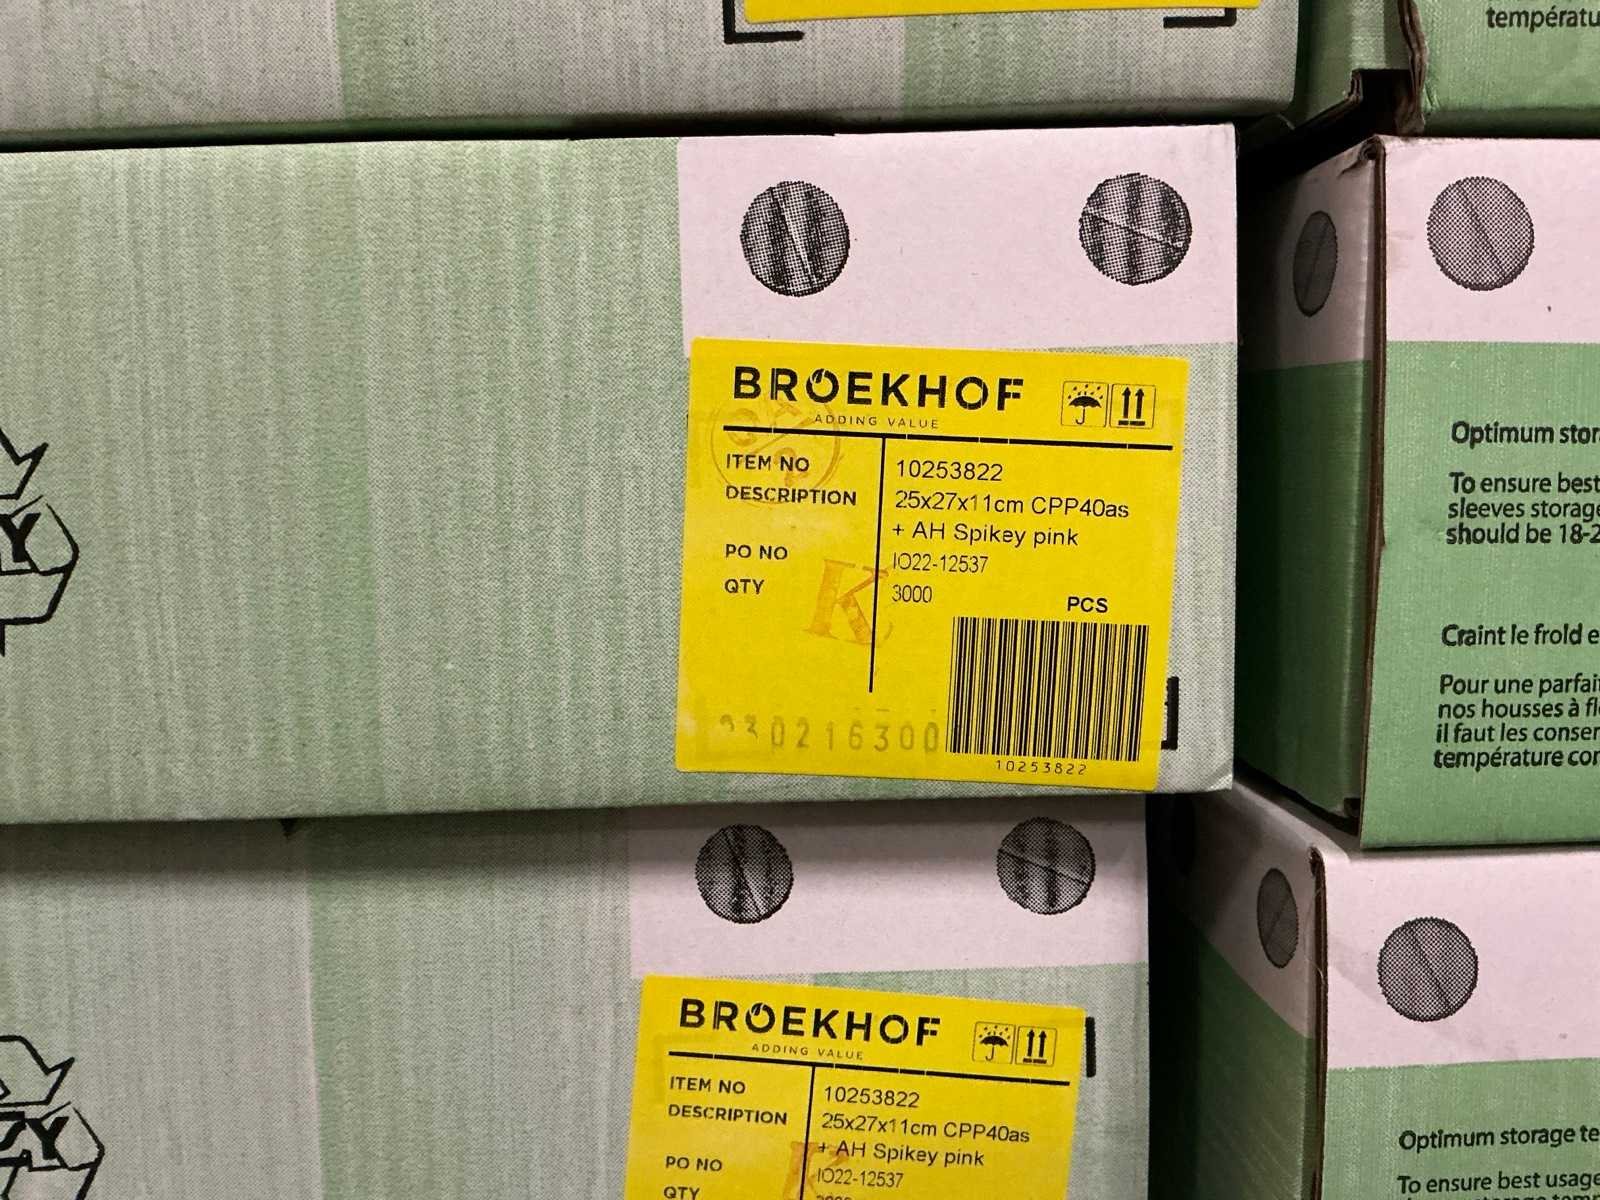 températu
BROEKHOF
ADDING VALUE
ITEM NO 10253822
DESCRIPTION 25x27x11cm CPP40as
+ AH Spikey pink
PO NO IO22-12537
QTY 3000
PCS
K
0216300
10253822
Optimum stor
To ensure best
sleeves storage
should be 18-2
Craint le froid e
Pour une parfai
nos housses à fl
il faut les conser
température con
BROEKHOF
ADDING VALUE
ITEM NO 10253822
DESCRIPTION 25x27x11cm CPP40as
+ AH Spikey pink
PO NO IO22-12537
QTY
K
Optimum storage te
To ensure best usage